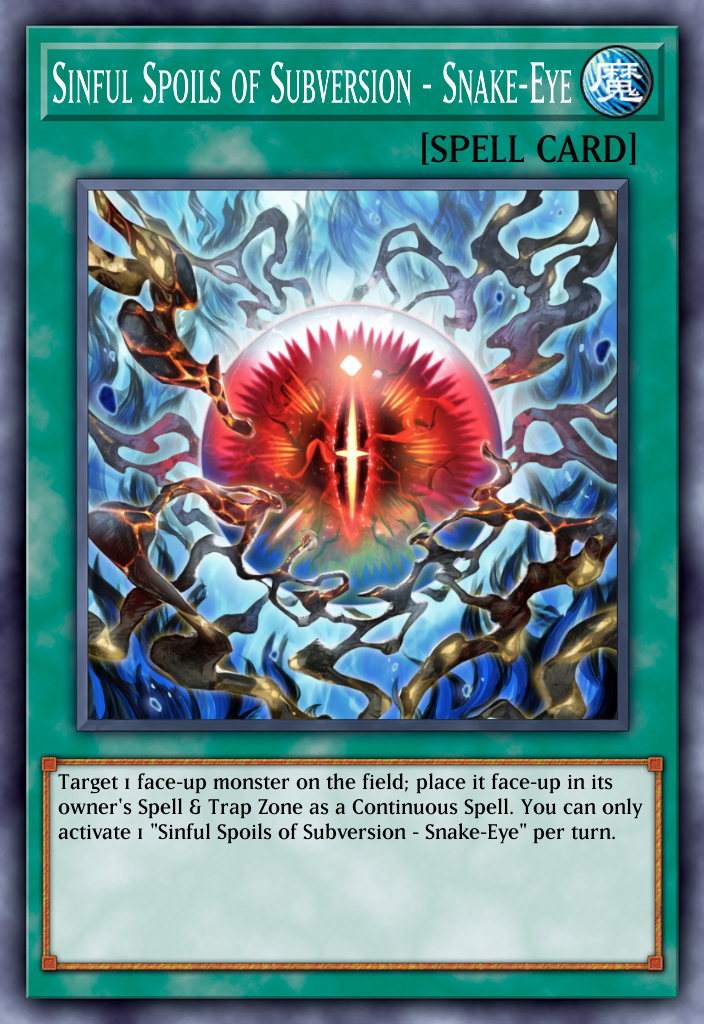 Sinful Spoils of Subversion - Snake-Eye
魔
[SPELL CARD]
Target 1 face-up monster on the field; place it face-up in its
owner's Spell & Trap Zone as a Continuous Spell. You can only
activate 1 "Sinful Spoils of Subversion - Snake-Eye" per turn.